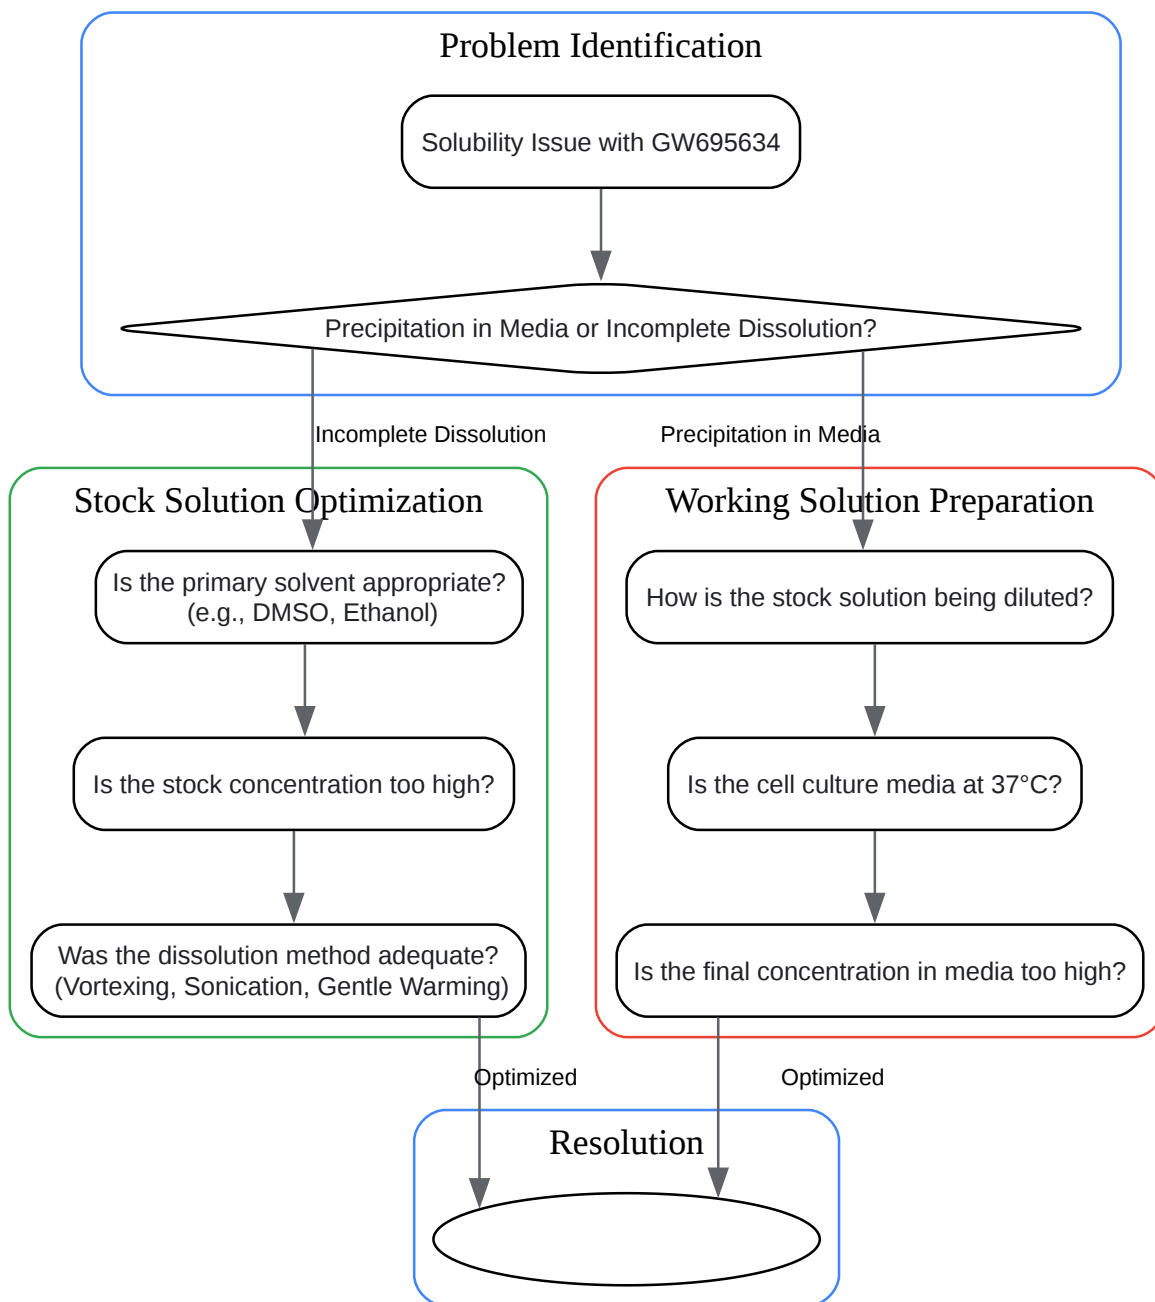 Problem Identification
Solubility Issue with GW695634
Precipitation in Media or Incomplete Dissolution?
Incomplete Dissolution
Precipitation in Media
Stock Solution Optimization
Is the primary solvent appropriate?
(e.g., DMSO, Ethanol)
Is the stock concentration too high?
Was the dissolution method adequate?
(Vortexing, Sonication, Gentle Warming)
Optimized
Working Solution Preparation
How is the stock solution being diluted?
Is the cell culture media at 37°C?
Is the final concentration in media too high?
Optimized
Resolution